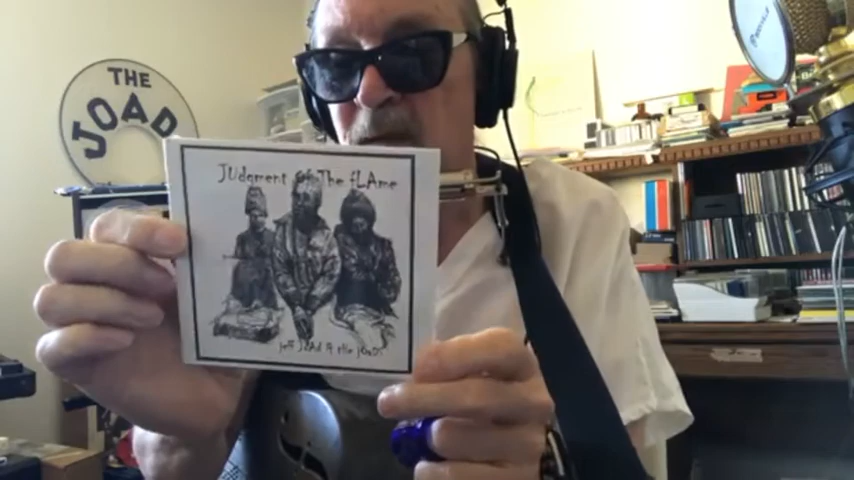 THE
JOAD
JUdgment Of The fLAme
jeff JOAd & tHe jOaDs